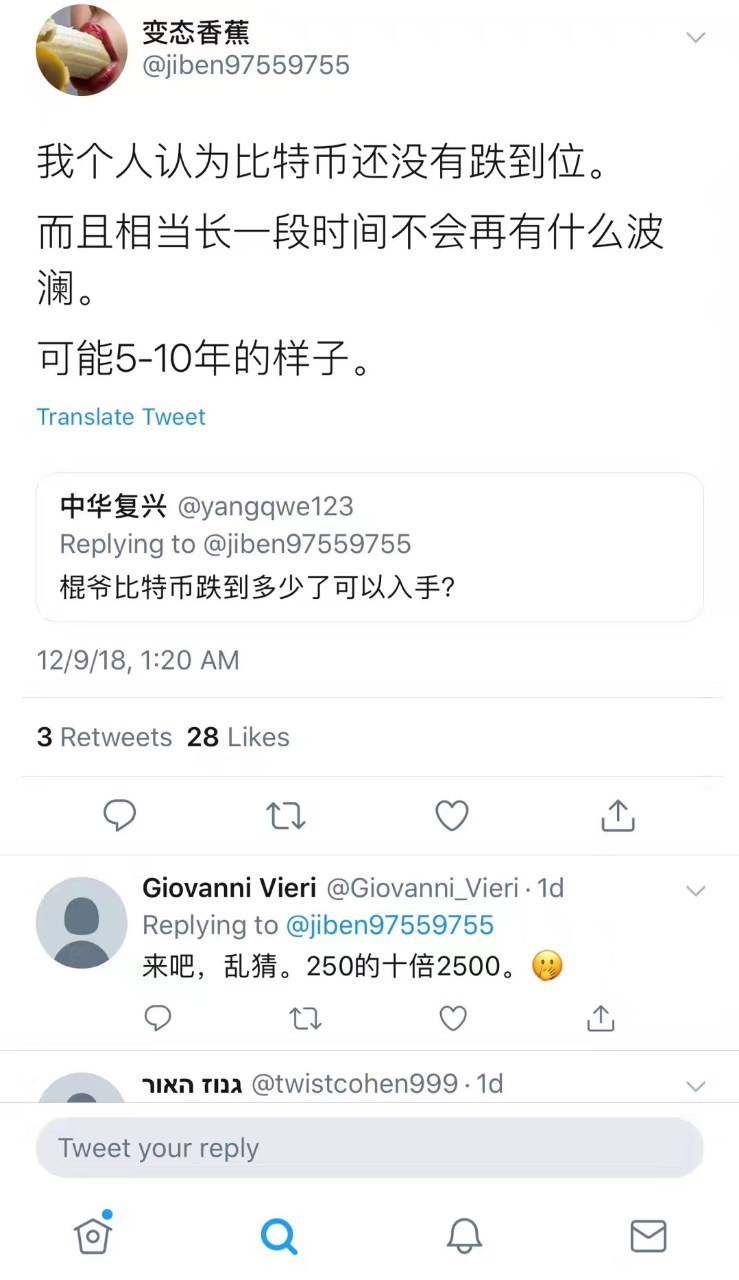 变态香蕉
@jiben97559755
我个人认为比特币还没有跌到位。
而且相当长一段时间不会再有什么波
澜。
可能5-10年的样子。
Translate Tweet
中华复兴 @yangqwe123
Replying to @jiben97559755
棍爷比特币跌到多少了可以入手?
12/9/18, 1:20 AM
3 Retweets 28 Likes
Giovanni Vieri @Giovanni_Vieri · 1d
Replying to @jiben97559755
来吧，乱猜。250的十倍2500。🤭
גנוז האור @twistcohen999 · 1d
Tweet your reply